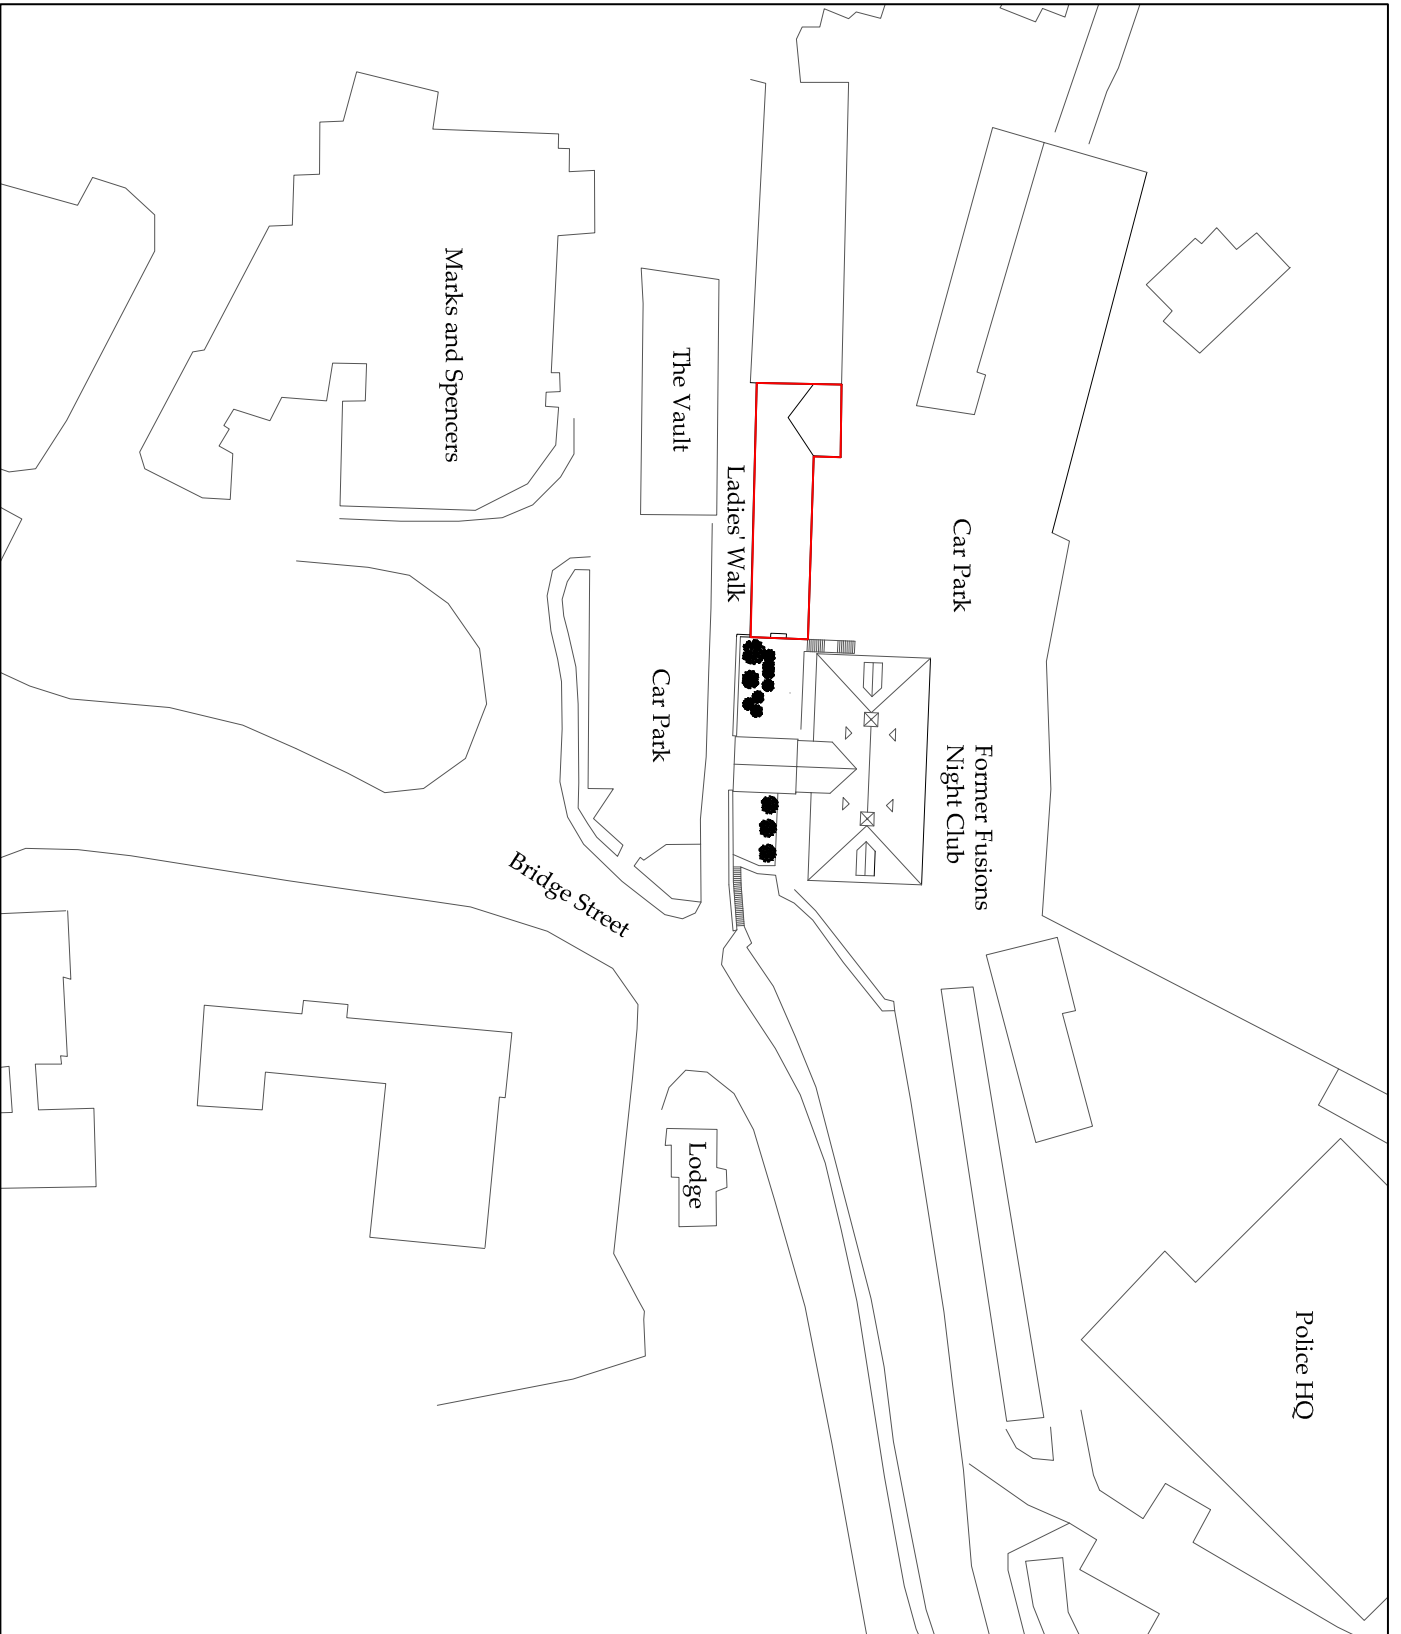 Marks and Spencers
The Vault
Ladies' Walk
Car Park
Car Park
Former Fusions
Night Club
Bridge Street
Lodge
Police HQ